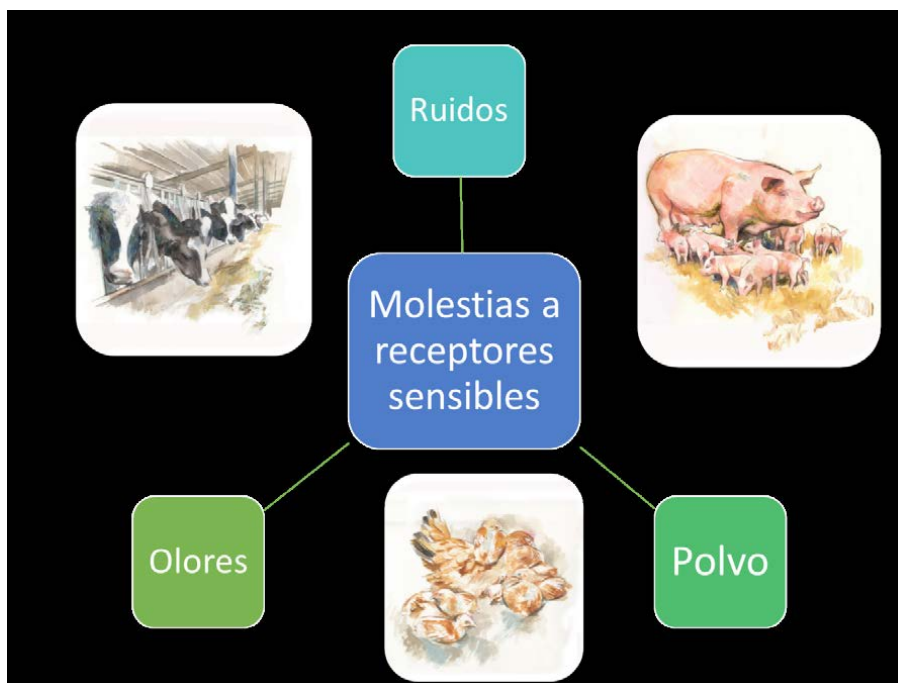 Ruidos
Molestias a
receptores
sensibles
Olores
Polvo